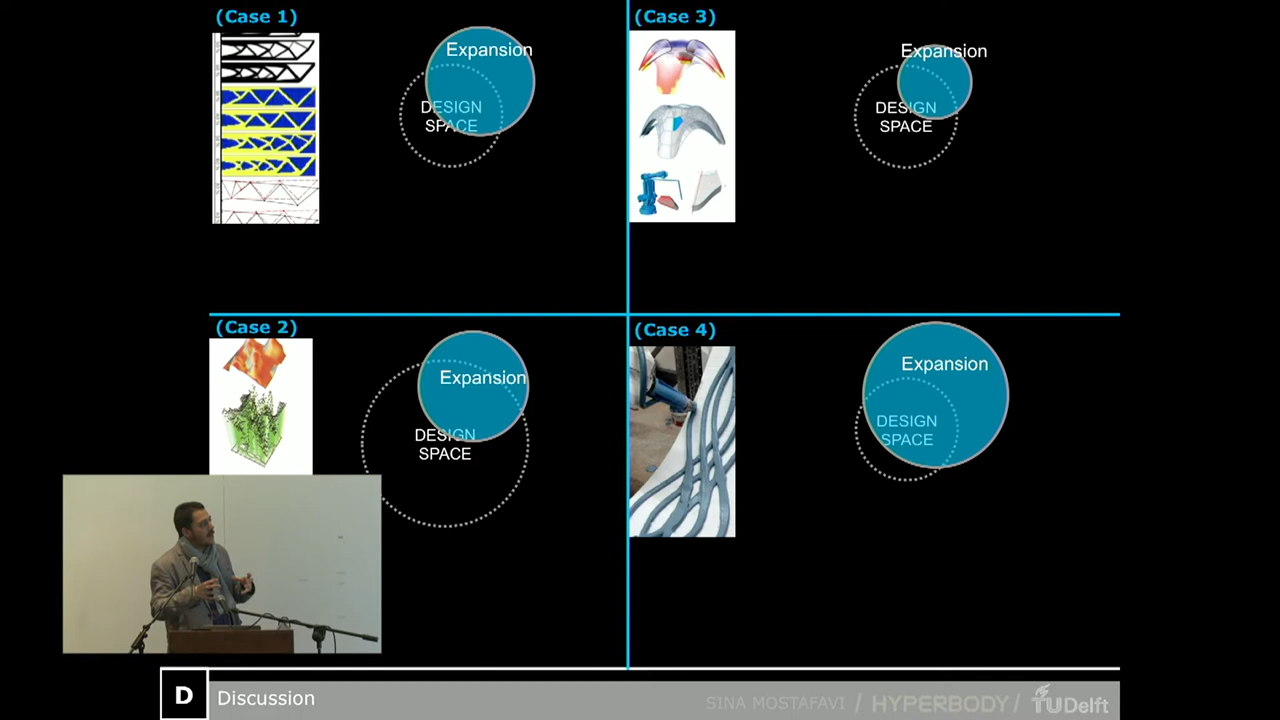 (Case 1)
Expansion
DESIGN
SPACE
(Case 3)
Expansion
DESIGN
SPACE
(Case 2)
Expansion
DESIGN
SPACE
(Case 4)
Expansion
DESIGN
SPACE
D
Discussion
SINA MOSTAFAVI / HYPERBODY / TUDelft